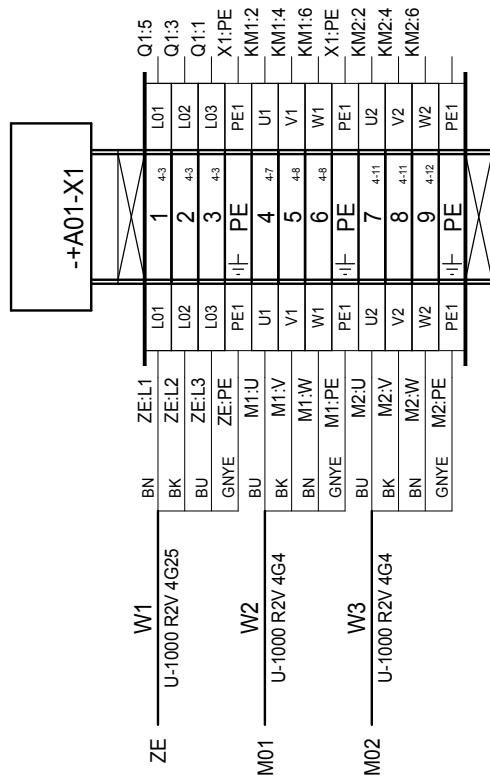 -+A01-X1
Q1:5
Q1:3
Q1:1
X1:PE
KM1:2
KM1:4
KM1:6
X1:PE
KM2:2
KM2:4
KM2:6
L01
L02
L03
PE1
U1
V1
W1
PE1
U2
V2
W2
PE1
1 4-3
2 4-3
3 4-3
PE
4 4-7
5 4-8
6 4-8
PE
7 4-11
8 4-11
9 4-12
PE
L01
L02
L03
PE1
U1
V1
W1
PE1
U2
V2
W2
PE1
ZE:L1
ZE:L2
ZE:L3
ZE:PE
M1:U
M1:V
M1:W
M1:PE
M2:U
M2:V
M2:W
M2:PE
BN
BK
BU
GNYE
BU
BK
BN
GNYE
BU
BK
BN
GNYE
W1
U-1000 R2V 4G25
W2
U-1000 R2V 4G4
W3
U-1000 R2V 4G4
ZE
M01
M02